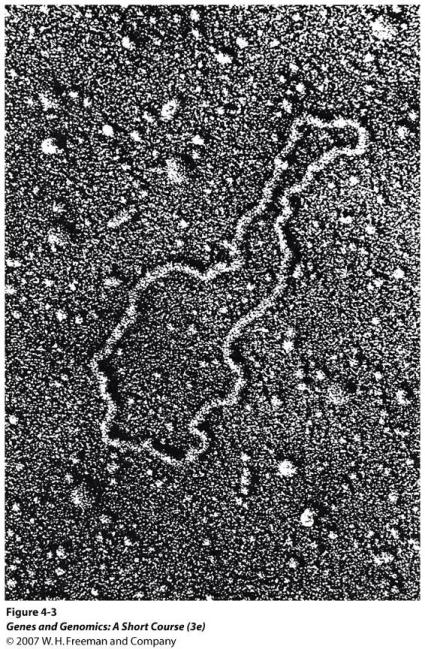 Figure 4-3
Genes and Genomics: A Short Course (3e)
© 2007 W. H. Freeman and Company